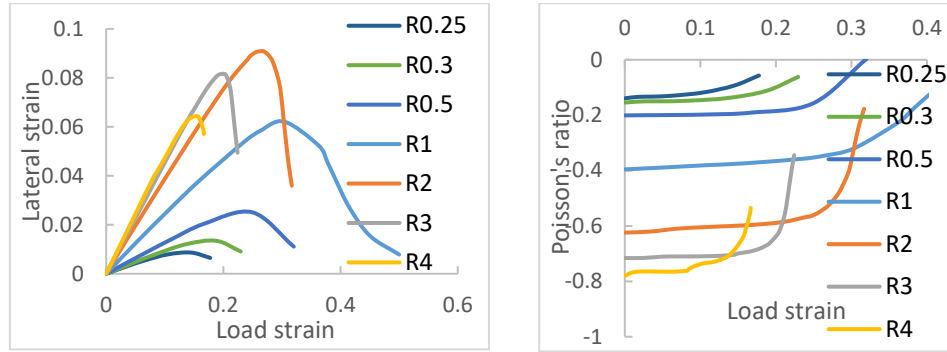 0.1
0.08
0.06
0.04
0.02
0
Lateral strain
0 0.2 0.4 0.6
Load strain
R0.25
R0.3
R0.5
R1
R2
R3
R4
0 0.1 0.2 0.3 0.4
0
-0.2
-0.4
-0.6
-0.8
-1
Poisson's ratio
Load strain
R0.25
R0.3
R0.5
R1
R2
R3
R4